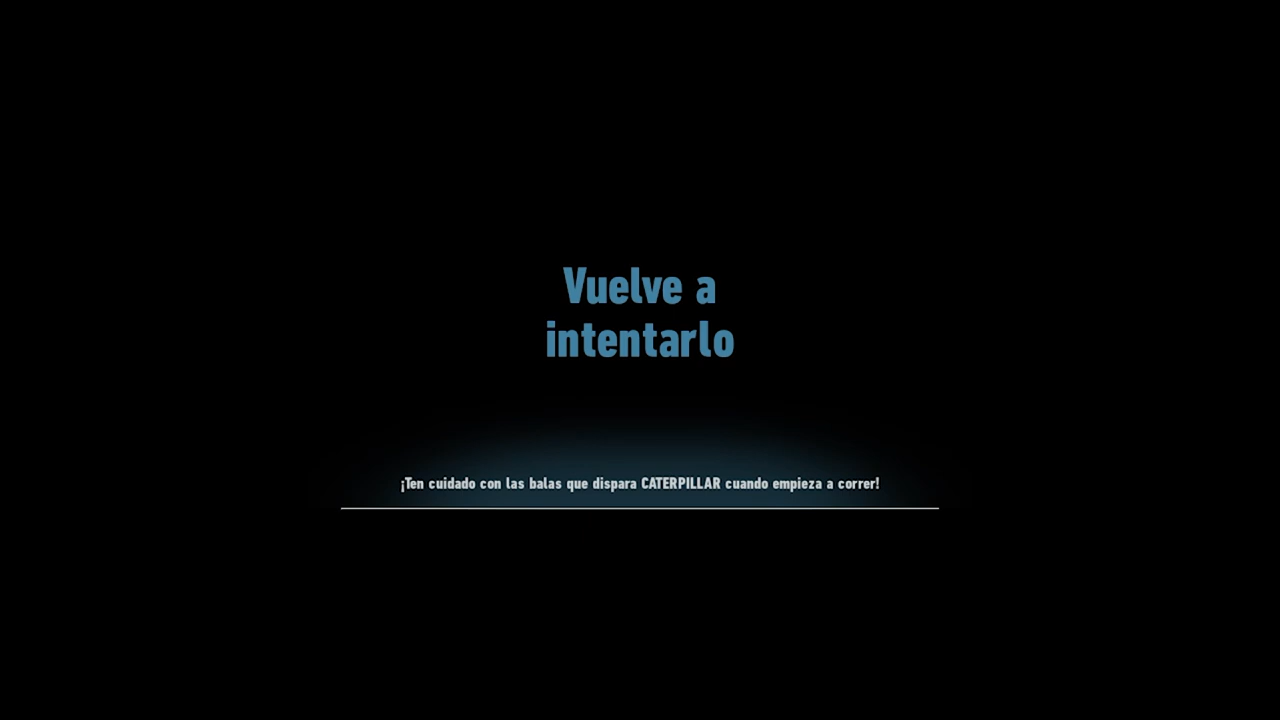 Vuelve a
intentarlo
¡Ten cuidado con las balas que dispara CATERPILLAR cuando empieza a correr!